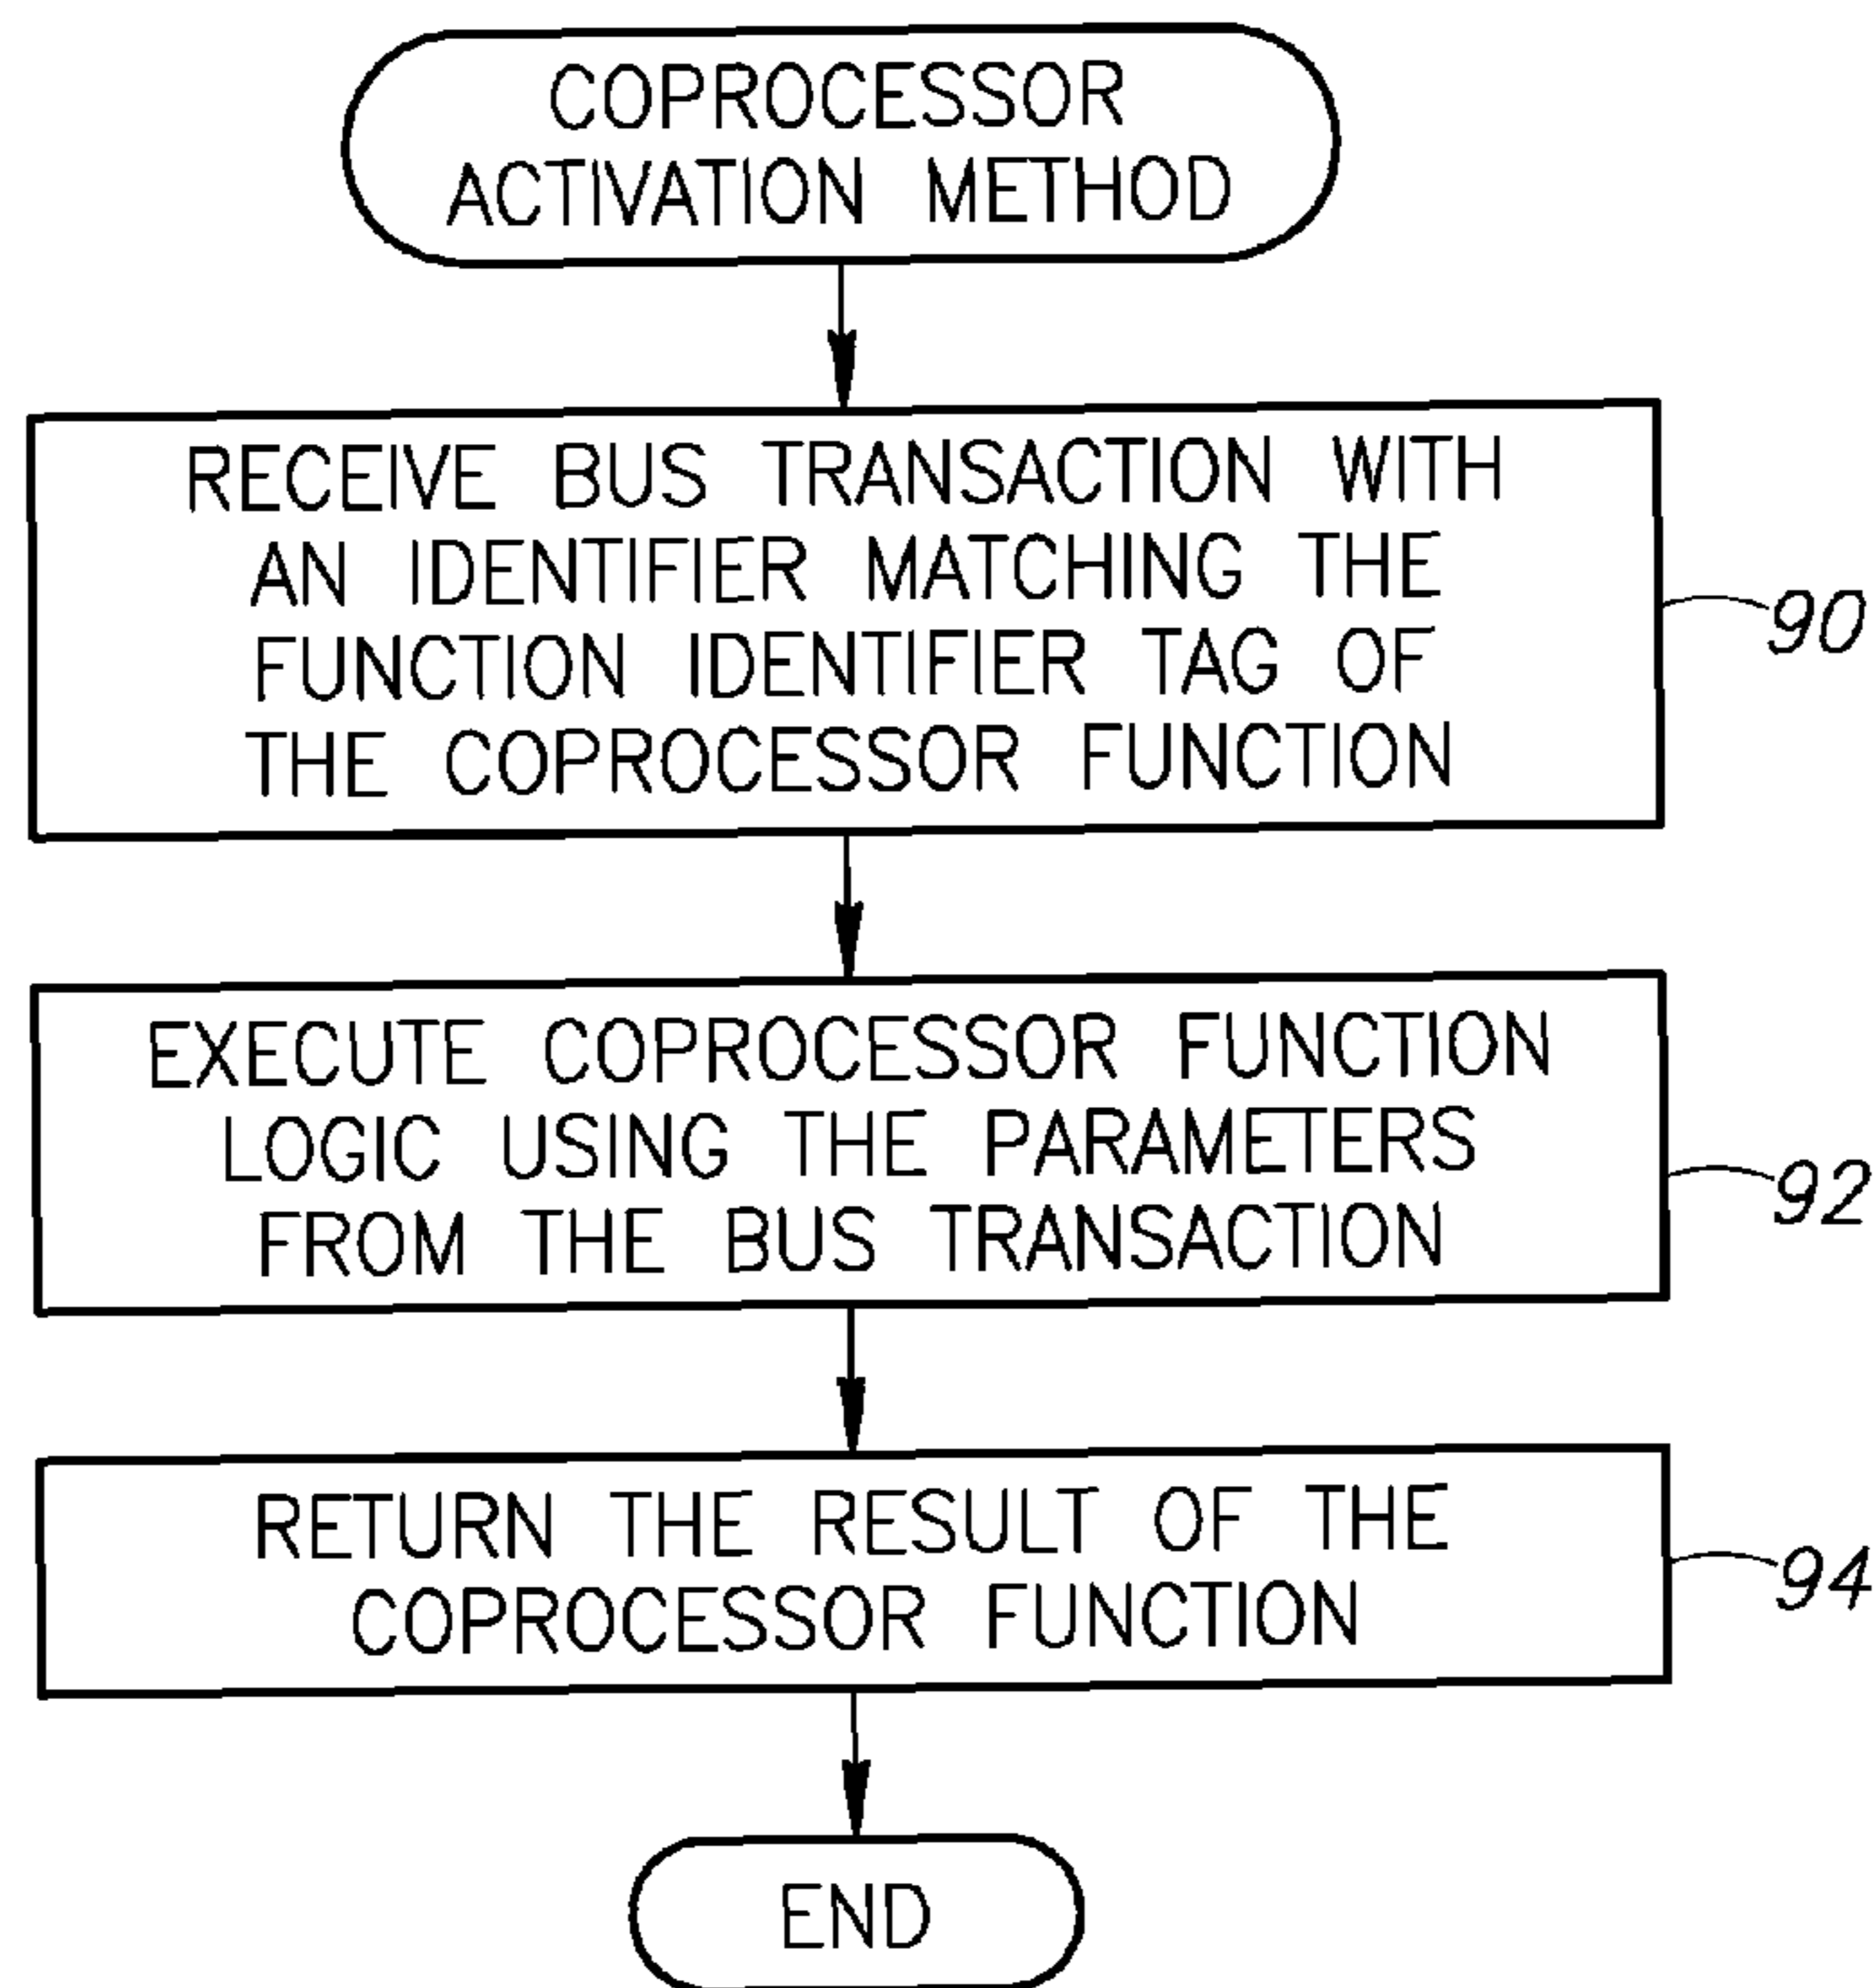 COPROCESSOR
ACTIVATION METHOD
RECEIVE BUS TRANSACTION WITH
AN IDENTIFIER MATCHING THE
FUNCTION IDENTIFIER TAG OF
THE COPROCESSOR FUNCTION
90
EXECUTE COPROCESSOR FUNCTION
LOGIC USING THE PARAMETERS
FROM THE BUS TRANSACTION
92
RETURN THE RESULT OF THE
COPROCESSOR FUNCTION
94
END